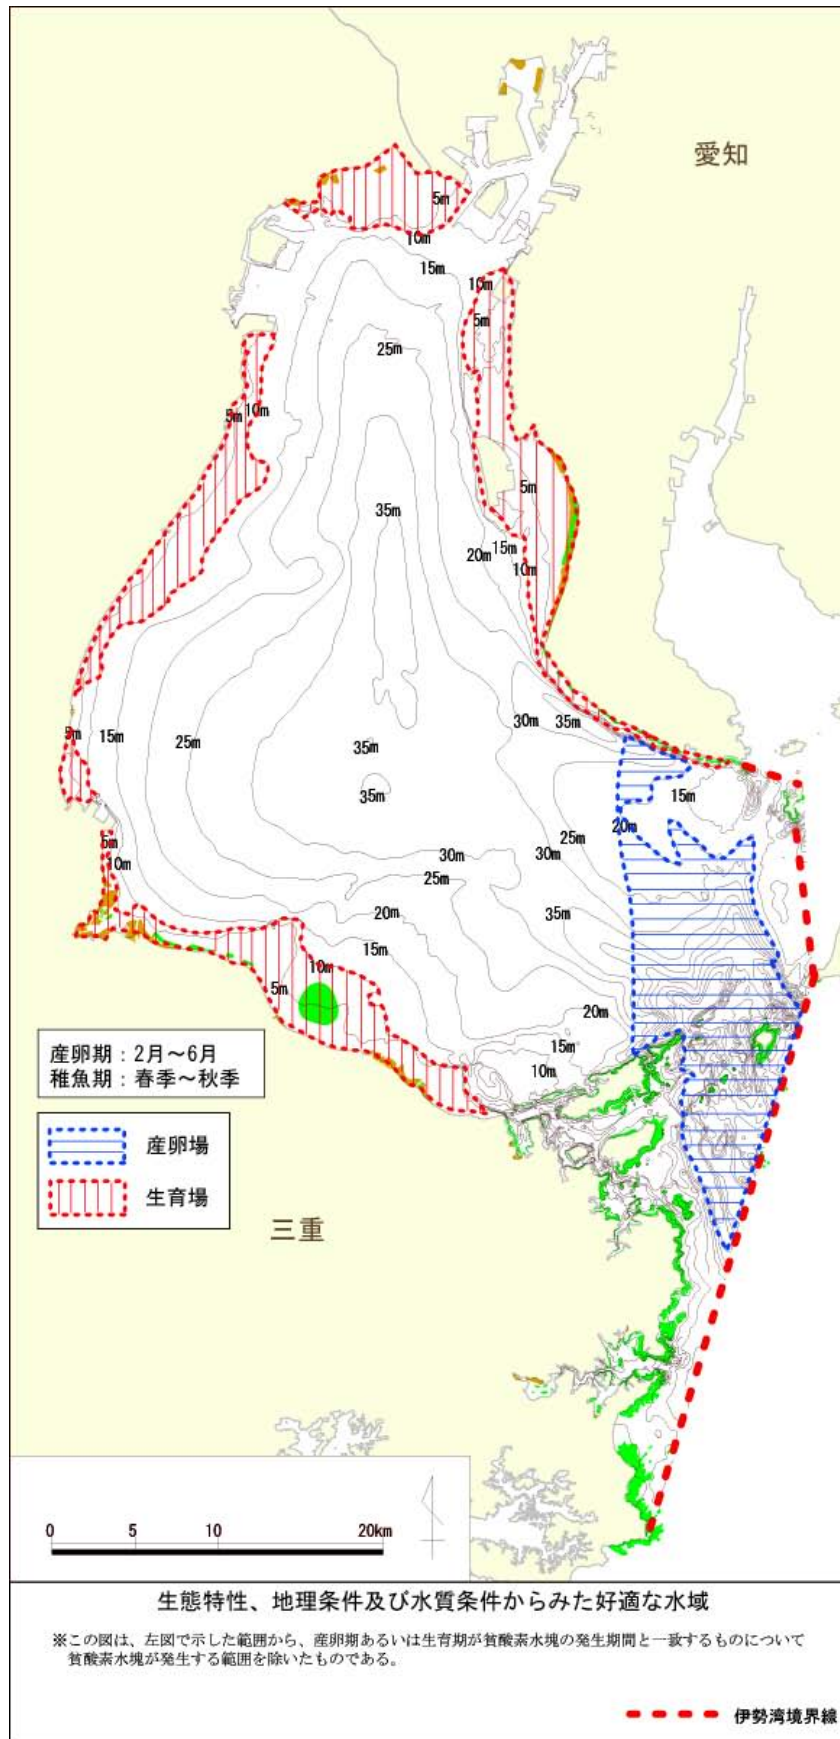 愛知
5m
10m
15m
10m
5m
25m
5m
10m
35m
5m
15m
20m
10m
30m
35m
5m
15m
25m
35m
35m
15m
20m
25m
5m
10m
30m
30m
25m
20m
35m
15m
10m
5m
20m
15m
10m
産卵期：2月～6月
稚魚期：春季～秋季
産卵場
生育場
三重
0 5 10 20km
生態特性、地理条件及び水質条件からみた好適な水域
※この図は、左図で示した範囲から、産卵期あるいは生育期が貧酸素水塊の発生期間と一致するものについて
貧酸素水塊が発生する範囲を除いたものである。
伊勢湾境界線